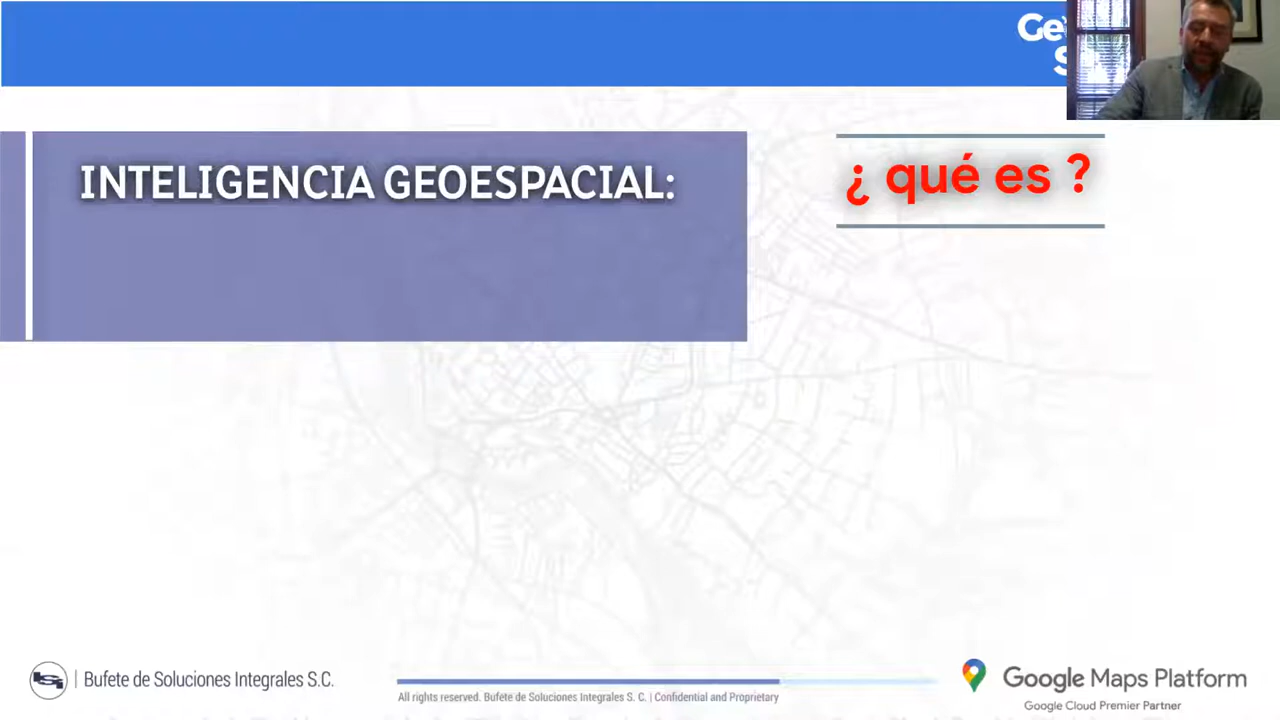 INTELIGENCIA GEOESPACIAL:
¿ qué es ?
Bufete de Soluciones Integrales S.C.
All rights reserved. Bufete de Soluciones Integrales S. C. | Confidential and Proprietary
Google Maps Platform
Google Cloud Premier Partner